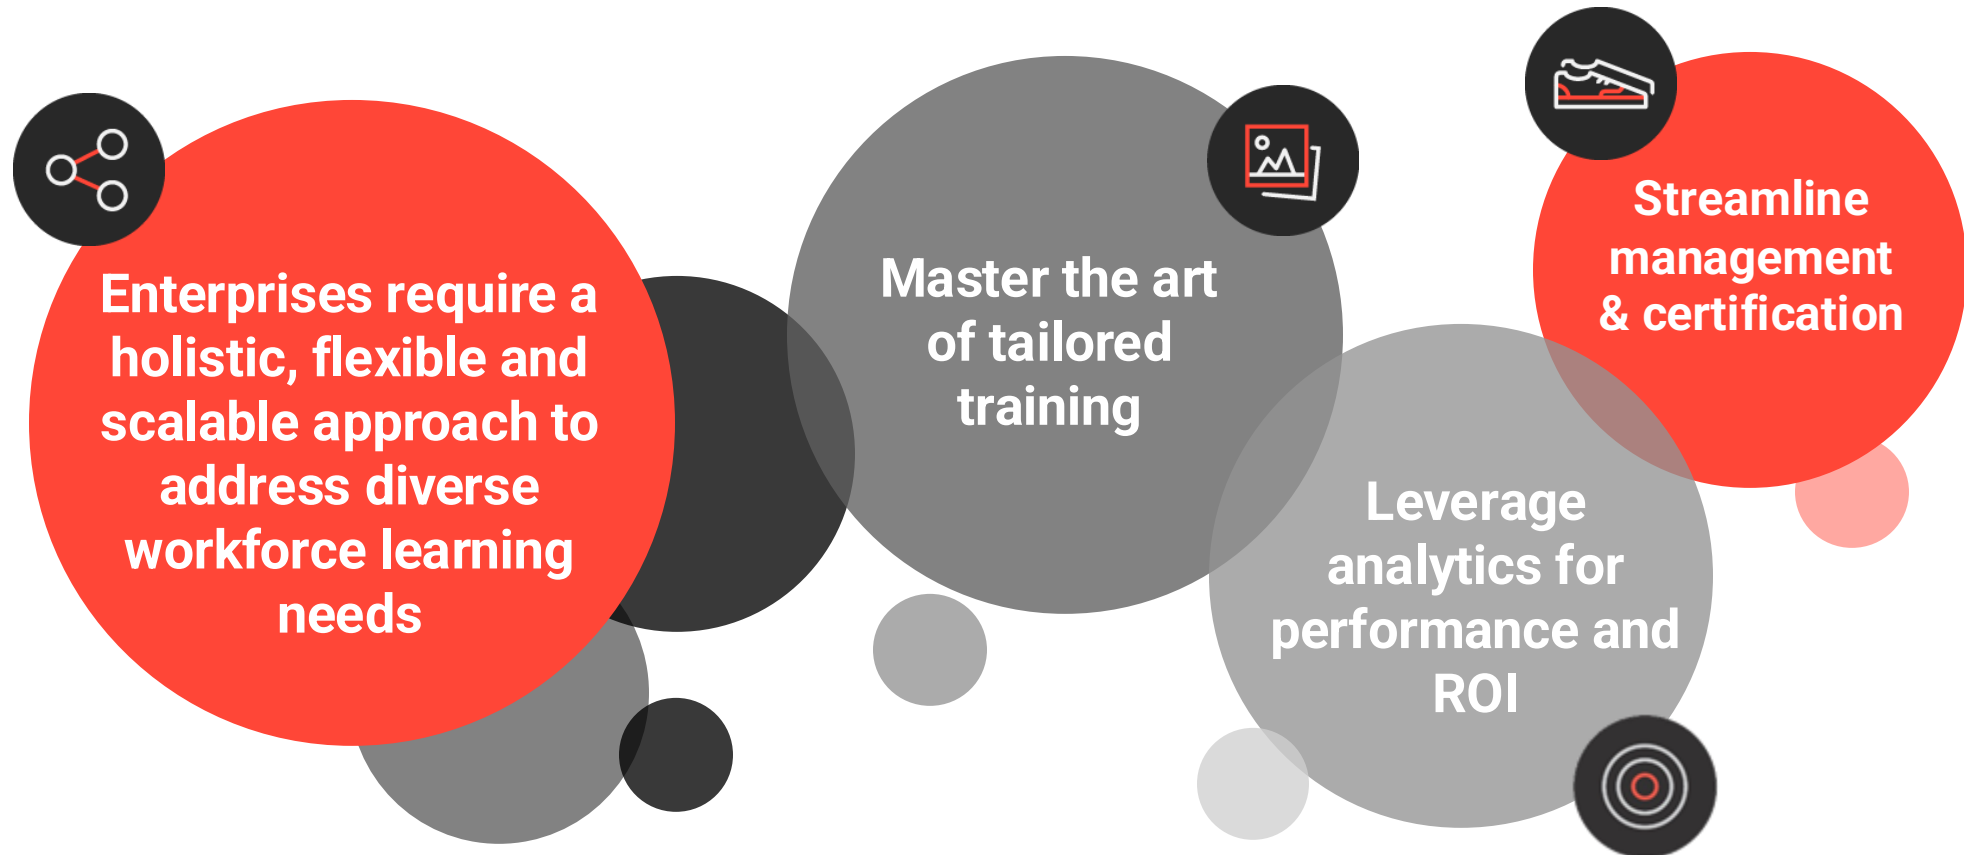 Enterprises require a
holistic, flexible and
scalable approach to
address diverse
workforce learning
needs
Master the art
of tailored
training
Leverage
analytics for
performance and
ROI
Streamline
management
& certification